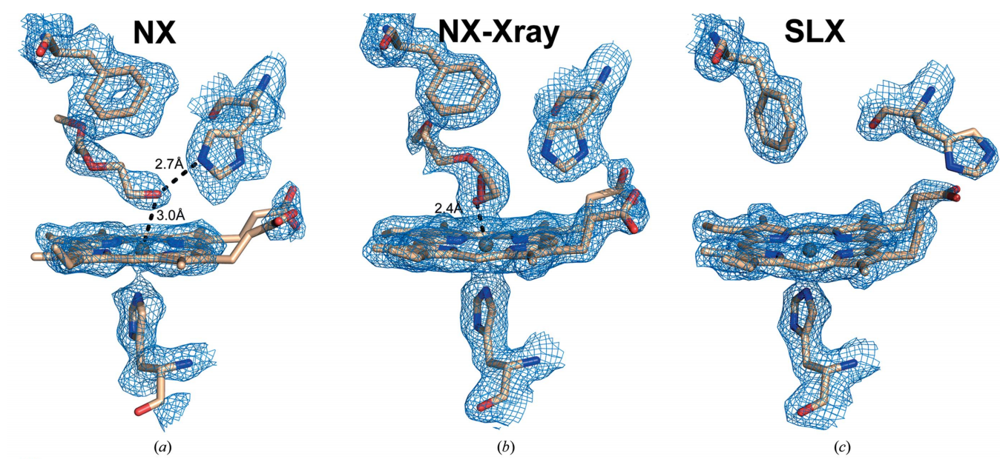 NX
NX-Xray
SLX
2.7Å
3.0Å
2.4Å
(a)
(b)
(c)